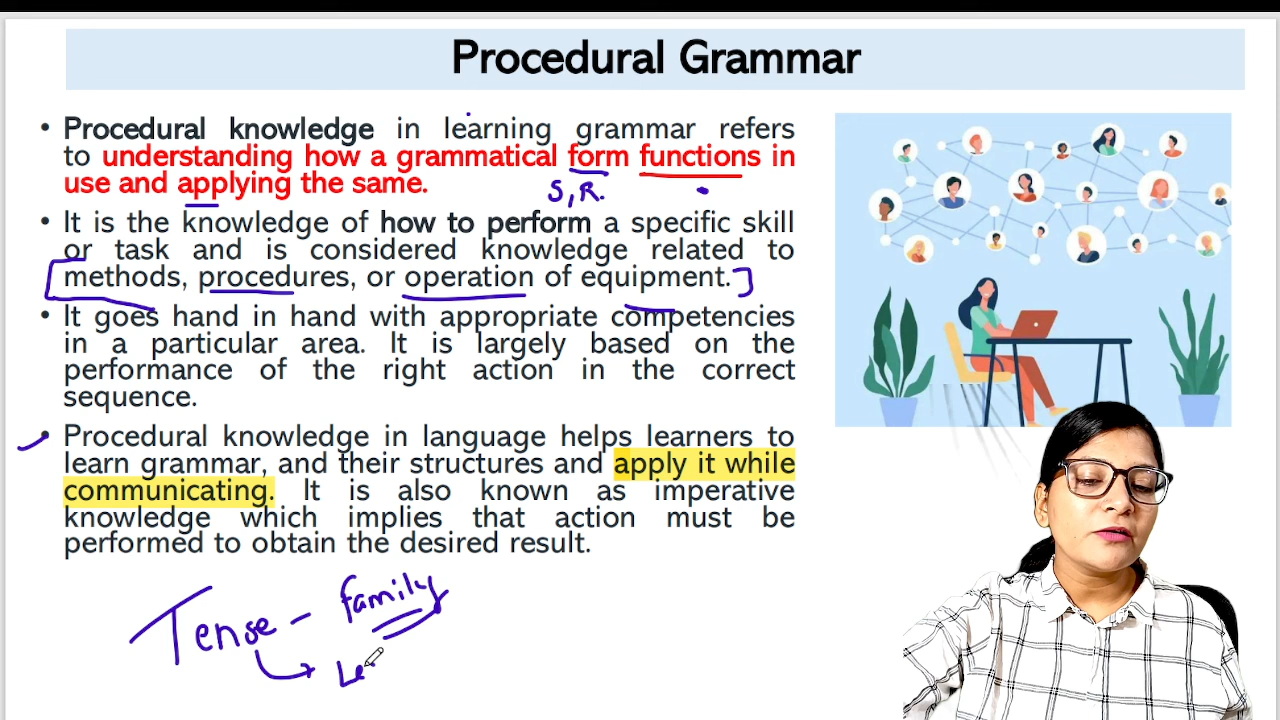 Procedural Grammar
• Procedural knowledge in learning grammar refers
to understanding how a grammatical form functions in
use and applying the same.
S, R.
• It is the knowledge of how to perform a specific skill
or task and is considered knowledge related to
methods, procedures, or operation of equipment.
• It goes hand in hand with appropriate competencies
in a particular area. It is largely based on the
performance of the right action in the correct
sequence.
• Procedural knowledge in language helps learners to
learn grammar, and their structures and apply it while
communicating. It is also known as imperative
knowledge which implies that action must be
performed to obtain the desired result.
Tense - family